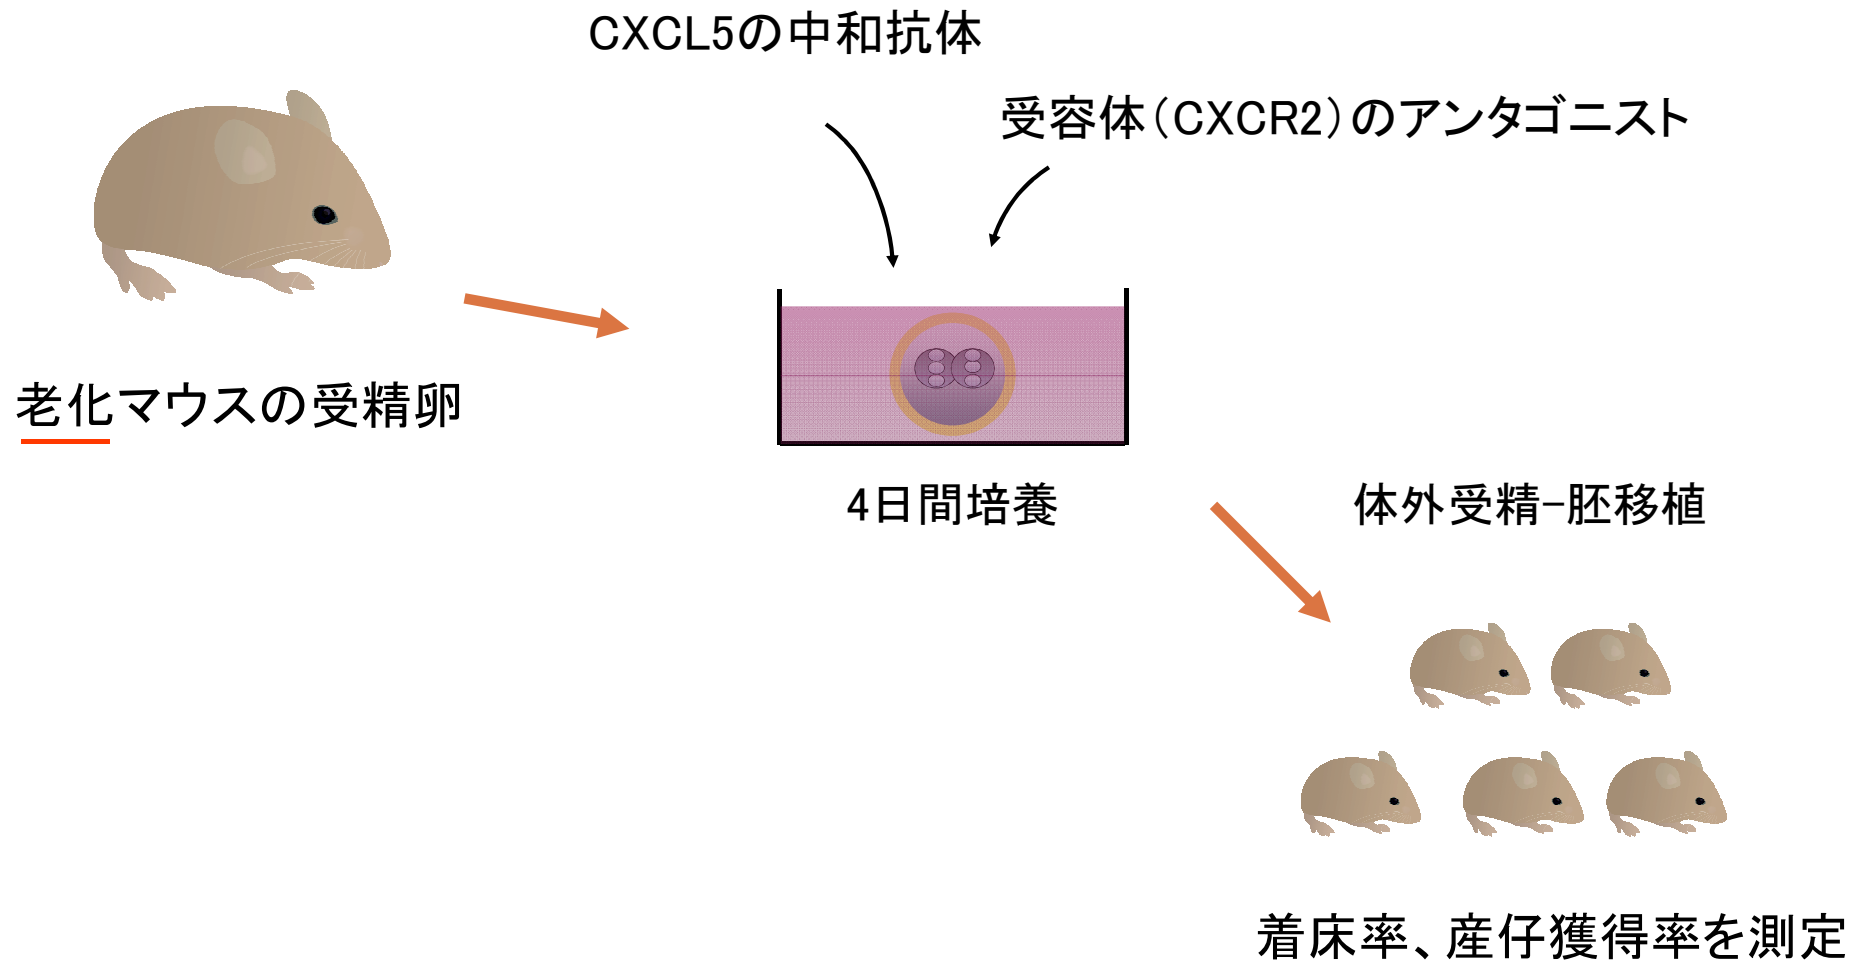 CXCL5の中和抗体
受容体（CXCR2）のアンタゴニスト
老化マウスの受精卵
4日間培養
体外受精-胚移植
着床率、産仔獲得率を測定